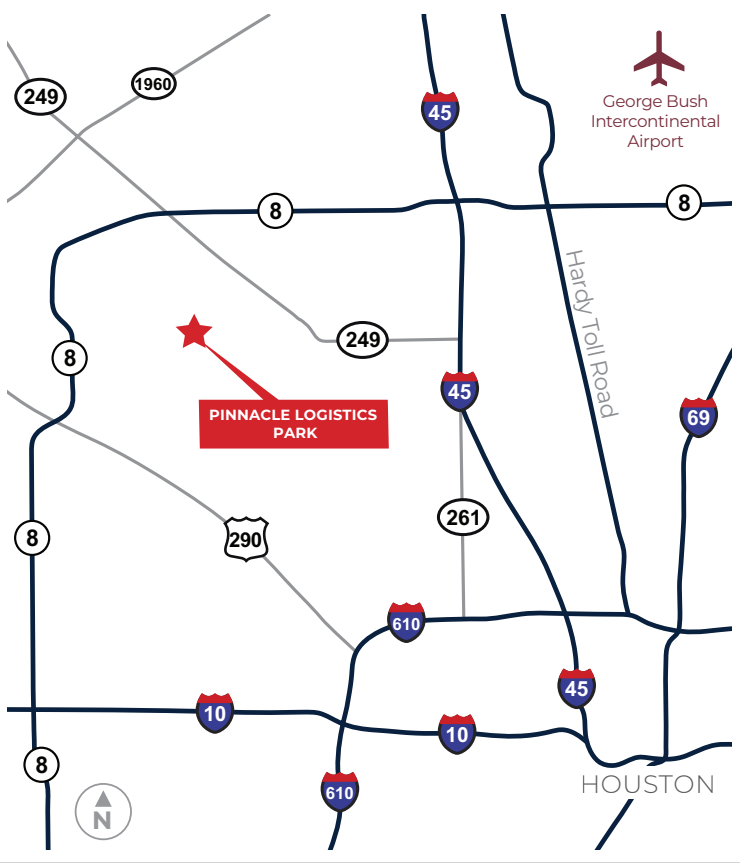 1960
249
45
George Bush
Intercontinental
Airport
8
8
Hardy Toll Road
249
8
45
PINNACLE LOGISTICS
PARK
69
261
290
8
610
45
10
10
8
610
HOUSTON
N